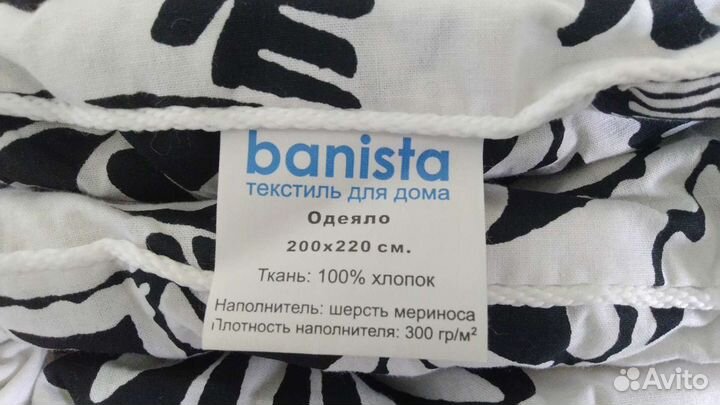 banista
текстиль для дома
Одеяло
200x220 см.
Ткань: 100% хлопок
Наполнитель: шерсть мериноса
Плотность наполнителя: 300 гр/м²
Avito